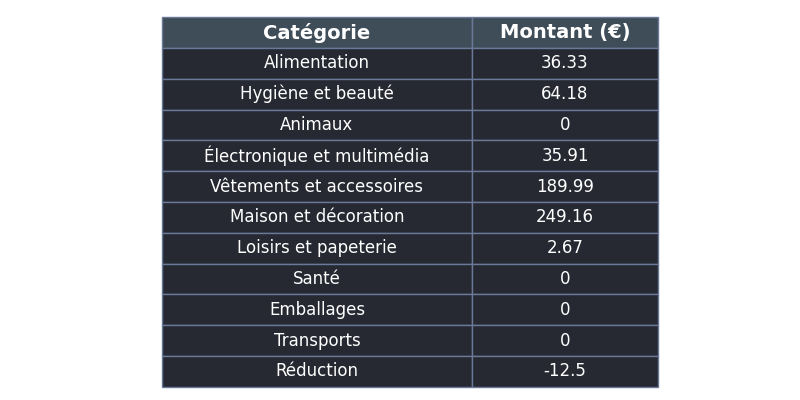 Catégorie Montant (€)
Alimentation 36.33
Hygiène et beauté 64.18
Animaux 0
Électronique et multimédia 35.91
Vêtements et accessoires 189.99
Maison et décoration 249.16
Loisirs et papeterie 2.67
Santé 0
Emballages 0
Transports 0
Réduction -12.5